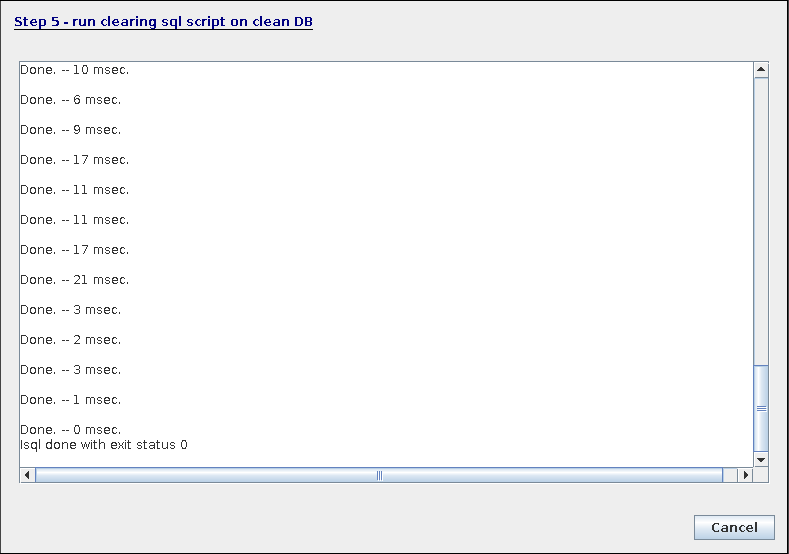 Step 5 - run clearing sql script on clean DB
Done. -- 10 msec.
Done. -- 6 msec.
Done. -- 9 msec.
Done. -- 17 msec.
Done. -- 11 msec.
Done. -- 11 msec.
Done. -- 17 msec.
Done. -- 21 msec.
Done. -- 3 msec.
Done. -- 2 msec.
Done. -- 3 msec.
Done. -- 1 msec.
Done. -- 0 msec.
Isql done with exit status 0
Cancel